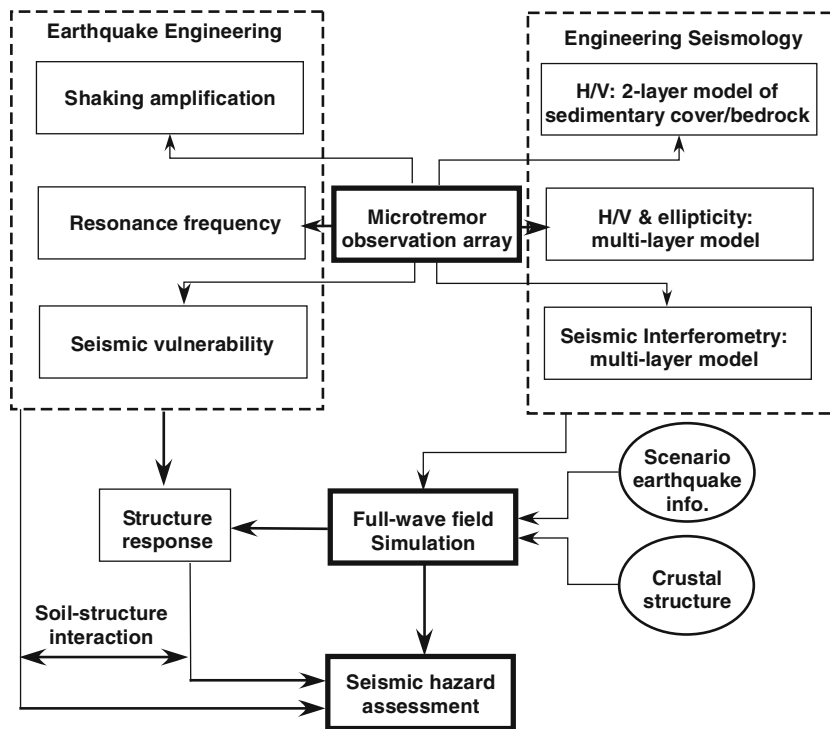 Earthquake Engineering
Shaking amplification
Resonance frequency
Seismic vulnerability
Microtremor
observation array
Engineering Seismology
H/V: 2-layer model of
sedimentary cover/bedrock
H/V & ellipticity:
multi-layer model
Seismic Interferometry:
multi-layer model
Structure
response
Full-wave field
Simulation
Scenario
earthquake
info.
Crustal
structure
Soil-structure
interaction
Seismic hazard
assessment